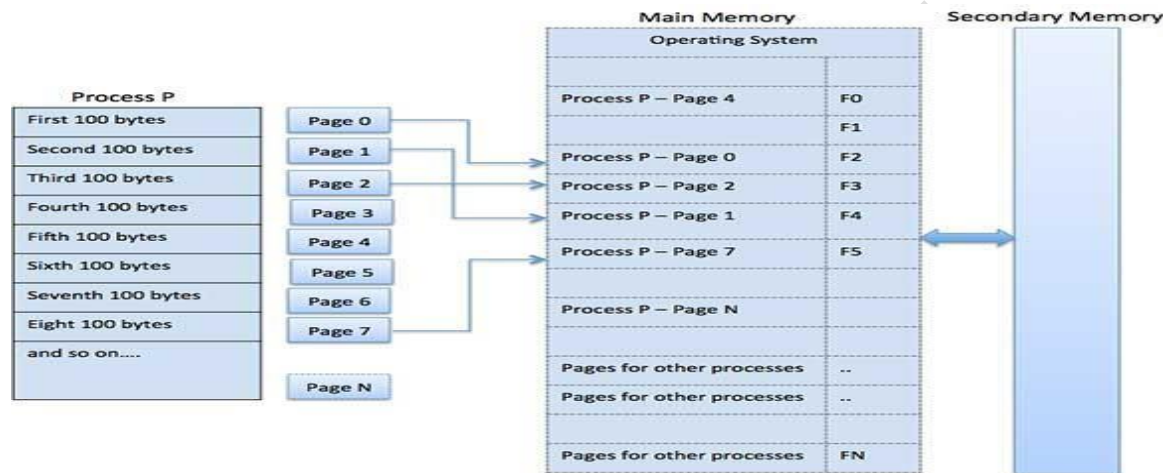 Main Memory
Secondary Memory
Operating System
Process P
First 100 bytes
Second 100 bytes
Third 100 bytes
Fourth 100 bytes
Fifth 100 bytes
Sixth 100 bytes
Seventh 100 bytes
Eight 100 bytes
and so on....
Page 0
Page 1
Page 2
Page 3
Page 4
Page 5
Page 6
Page 7
Page N
Process P – Page 4 F0
F1
Process P – Page 0 F2
Process P – Page 2 F3
Process P – Page 1 F4
Process P – Page 7 F5
Process P – Page N
Pages for other processes ..
Pages for other processes ..
Pages for other processes FN